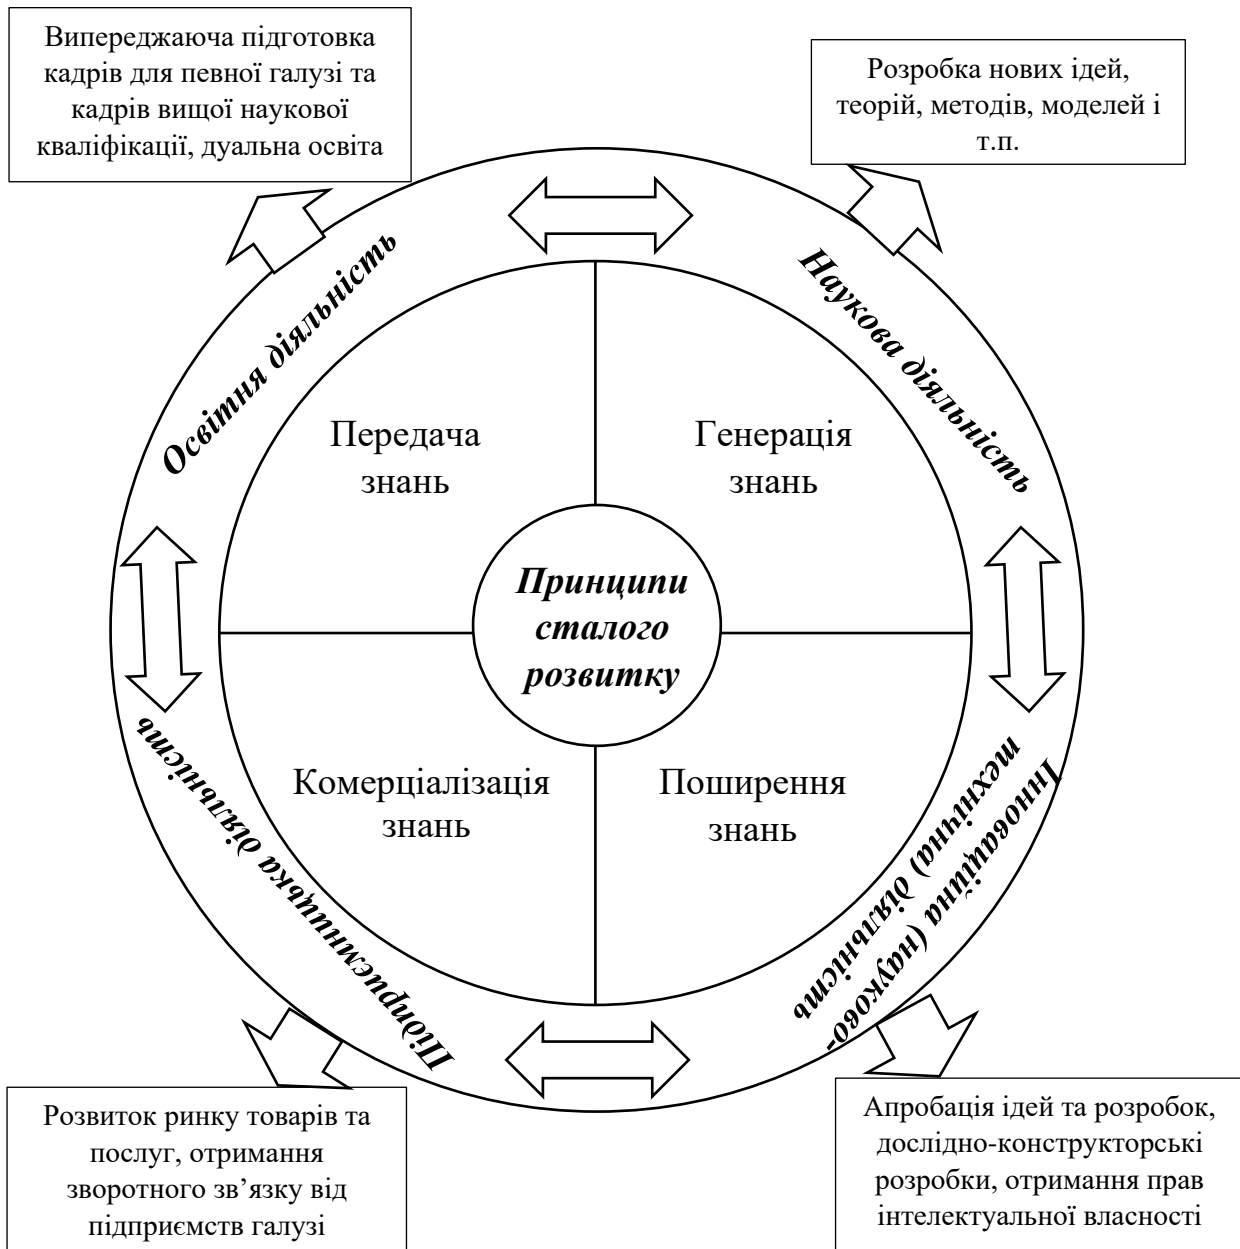 Випереджаюча підготовка
кадрів для певної галузі та
кадрів вищої наукової
кваліфікації, дуальна освіта
Розробка нових ідей,
теорій, методів, моделей і
т.п.
Освітня діяльність
Наукова діяльність
Передача
знань
Генерація
знань
Принципи
сталого
розвитку
Комерціалізація
знань
Поширення
знань
Підприємницька діяльність
Інноваційна (науково-
технічна) діяльність
Розвиток ринку товарів та
послуг, отримання
зворотного зв’язку від
підприємств галузі
Апробація ідей та розробок,
дослідно-конструкторські
розробки, отримання прав
інтелектуальної власності